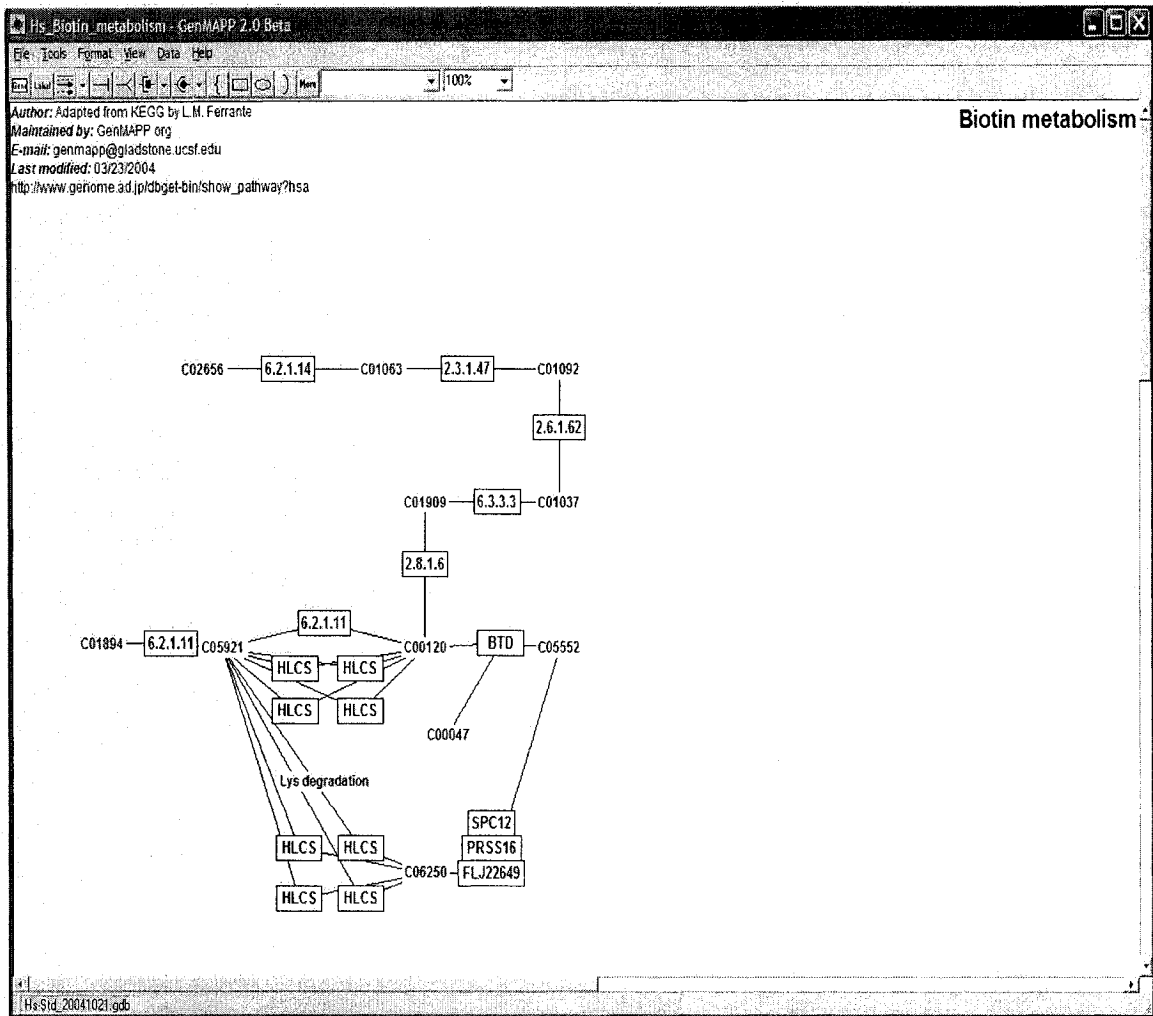 Hs_Biotin_metabolism - GenMAPP 2.0 Beta
File Tools Format View Data Help
Gene Label More 100%
Author: Adapted from KEGG by L.M. Ferrante
Biotin metabolism
Maintained by: GenMAPP org
E-mail: genmapp@gladstone.ucsf.edu
Last modified: 03/23/2004
http://www.genome.ad.jp/dbget-bin/show_pathway?hsa
C02656 6.2.1.14 C01063 2.3.1.47 C01092
2.6.1.62
C01909 6.3.3.3 C01037
2.8.1.6
6.2.1.11
C01894 6.2.1.11 C05921 C00120 BTD C05552
HLCS HLCS
HLCS HLCS
C00047
Lys degradation
SPC12
HLCS HLCS PRSS16
C06250 FLJ22649
HLCS HLCS
Hs-Std_20041021.gdb